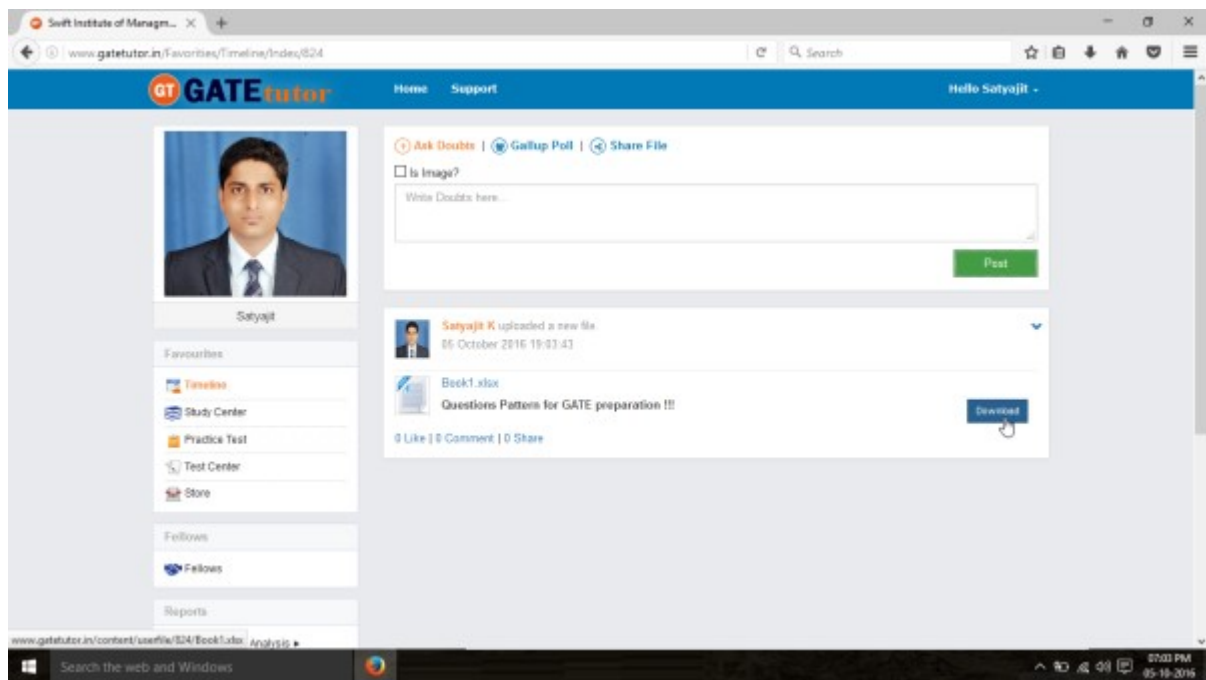 Swift Institute of Managm...
www.gatetutor.in/Favorities/Timeline/Index/824
Search
GT GATEtutor
Home Support
Hello Satyajit
Ask Doubts | Gallup Poll | Share File
Is Image?
Write Doubts here...
Post
Satyajit
Favourites
Timeline
Study Center
Practice Test
Test Center
Store
Fellows
Fellows
Reports
Analysis
Satyajit K uploaded a new file
05 October 2016 19:03:43
Book1.xlsx
Questions Pattern for GATE preparation !!!
Download
0 Like | 0 Comment | 0 Share
www.gatetutor.in/content/userfile/824/Book1.xlsx
Search the web and Windows
07:03 PM
05-10-2016